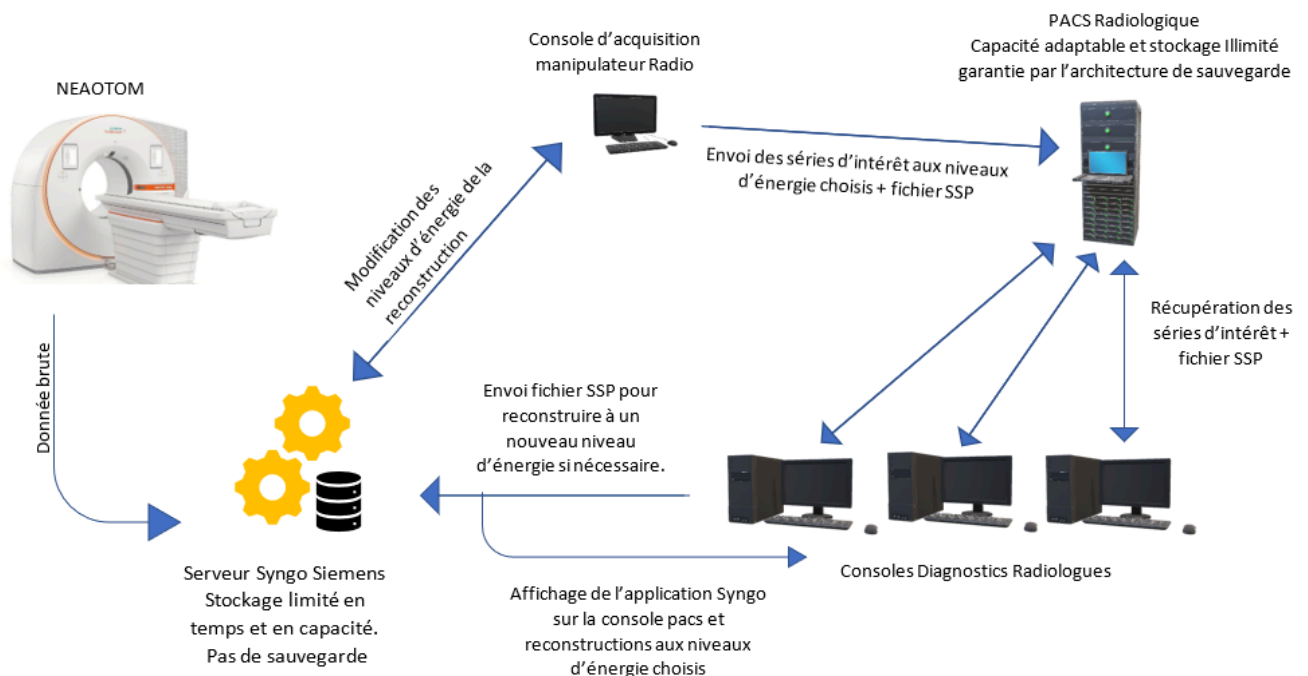 NEAOTOM
Console d'acquisition
manipulateur Radio
PACS Radiologique
Capacité adaptable et stockage Illimité
garantie par l'architecture de sauvegarde
Envoi des séries d'intérêt aux niveaux
d'énergie choisis + fichier SSP
Modification des
niveaux d'énergie de la
reconstruction
Donnée brute
Récupération des
séries d'intérêt +
fichier SSP
Envoi fichier SSP pour
reconstruire à un
nouveau niveau
d'énergie si nécessaire.
Serveur Syngo Siemens
Stockage limité en
temps et en capacité.
Pas de sauvegarde
Consoles Diagnostics Radiologues
Affichage de l'application Syngo
sur la console pacs et
reconstructions aux niveaux
d'énergie choisis